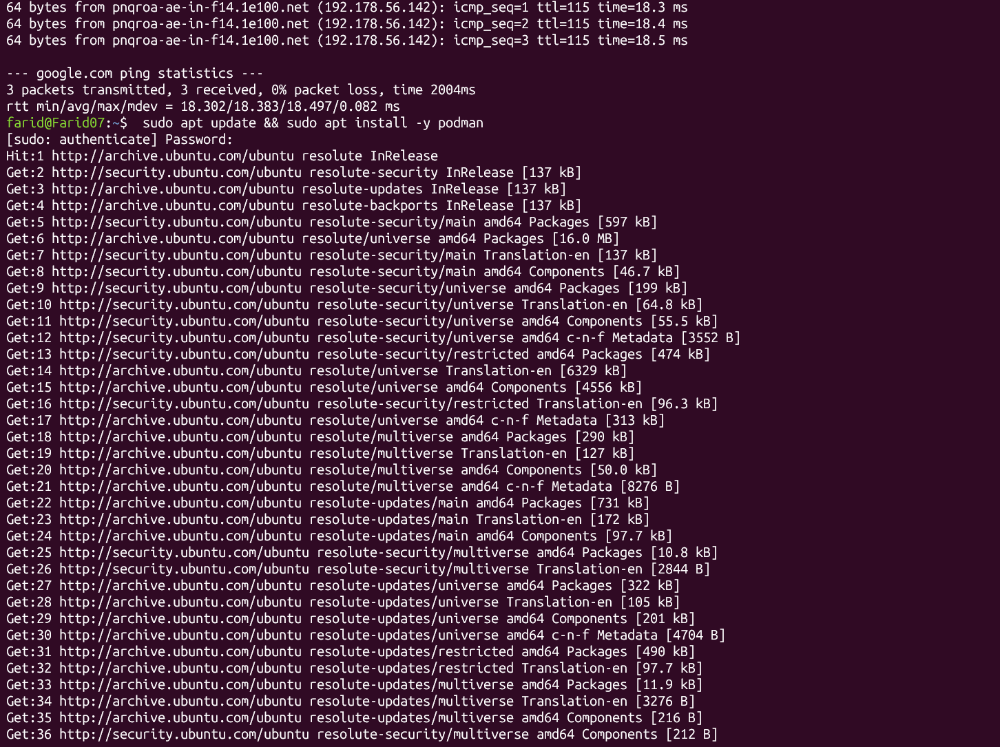 64 bytes from pnqroa-ae-in-f14.1e100.net (192.178.56.142): icmp_seq=1 ttl=115 time=18.3 ms
64 bytes from pnqroa-ae-in-f14.1e100.net (192.178.56.142): icmp_seq=2 ttl=115 time=18.4 ms
64 bytes from pnqroa-ae-in-f14.1e100.net (192.178.56.142): icmp_seq=3 ttl=115 time=18.5 ms

--- google.com ping statistics ---
3 packets transmitted, 3 received, 0% packet loss, time 2004ms
rtt min/avg/max/mdev = 18.302/18.383/18.497/0.082 ms
farid@Farid07:~$  sudo apt update && sudo apt install -y podman
[sudo: authenticate] Password:
Hit:1 http://archive.ubuntu.com/ubuntu resolute InRelease
Get:2 http://security.ubuntu.com/ubuntu resolute-security InRelease [137 kB]
Get:3 http://archive.ubuntu.com/ubuntu resolute-updates InRelease [137 kB]
Get:4 http://archive.ubuntu.com/ubuntu resolute-backports InRelease [137 kB]
Get:5 http://security.ubuntu.com/ubuntu resolute-security/main amd64 Packages [597 kB]
Get:6 http://archive.ubuntu.com/ubuntu resolute/universe amd64 Packages [16.0 MB]
Get:7 http://security.ubuntu.com/ubuntu resolute-security/main Translation-en [137 kB]
Get:8 http://security.ubuntu.com/ubuntu resolute-security/main amd64 Components [46.7 kB]
Get:9 http://security.ubuntu.com/ubuntu resolute-security/universe amd64 Packages [199 kB]
Get:10 http://security.ubuntu.com/ubuntu resolute-security/universe Translation-en [64.8 kB]
Get:11 http://security.ubuntu.com/ubuntu resolute-security/universe amd64 Components [55.5 kB]
Get:12 http://security.ubuntu.com/ubuntu resolute-security/universe amd64 c-n-f Metadata [3552 B]
Get:13 http://security.ubuntu.com/ubuntu resolute-security/restricted amd64 Packages [474 kB]
Get:14 http://archive.ubuntu.com/ubuntu resolute/universe Translation-en [6329 kB]
Get:15 http://archive.ubuntu.com/ubuntu resolute/universe amd64 Components [4556 kB]
Get:16 http://security.ubuntu.com/ubuntu resolute-security/restricted Translation-en [96.3 kB]
Get:17 http://archive.ubuntu.com/ubuntu resolute/universe amd64 c-n-f Metadata [313 kB]
Get:18 http://archive.ubuntu.com/ubuntu resolute/multiverse amd64 Packages [290 kB]
Get:19 http://archive.ubuntu.com/ubuntu resolute/multiverse Translation-en [127 kB]
Get:20 http://archive.ubuntu.com/ubuntu resolute/multiverse amd64 Components [50.0 kB]
Get:21 http://archive.ubuntu.com/ubuntu resolute/multiverse amd64 c-n-f Metadata [8276 B]
Get:22 http://archive.ubuntu.com/ubuntu resolute-updates/main amd64 Packages [731 kB]
Get:23 http://archive.ubuntu.com/ubuntu resolute-updates/main Translation-en [172 kB]
Get:24 http://archive.ubuntu.com/ubuntu resolute-updates/main amd64 Components [97.7 kB]
Get:25 http://security.ubuntu.com/ubuntu resolute-security/multiverse amd64 Packages [10.8 kB]
Get:26 http://security.ubuntu.com/ubuntu resolute-security/multiverse Translation-en [2844 B]
Get:27 http://archive.ubuntu.com/ubuntu resolute-updates/universe amd64 Packages [322 kB]
Get:28 http://archive.ubuntu.com/ubuntu resolute-updates/universe Translation-en [105 kB]
Get:29 http://archive.ubuntu.com/ubuntu resolute-updates/universe amd64 Components [201 kB]
Get:30 http://archive.ubuntu.com/ubuntu resolute-updates/universe amd64 c-n-f Metadata [4704 B]
Get:31 http://archive.ubuntu.com/ubuntu resolute-updates/restricted amd64 Packages [490 kB]
Get:32 http://archive.ubuntu.com/ubuntu resolute-updates/restricted Translation-en [97.7 kB]
Get:33 http://archive.ubuntu.com/ubuntu resolute-updates/multiverse amd64 Packages [11.9 kB]
Get:34 http://archive.ubuntu.com/ubuntu resolute-updates/multiverse Translation-en [3276 B]
Get:35 http://archive.ubuntu.com/ubuntu resolute-updates/multiverse amd64 Components [216 B]
Get:36 http://security.ubuntu.com/ubuntu resolute-security/multiverse amd64 Components [212 B]